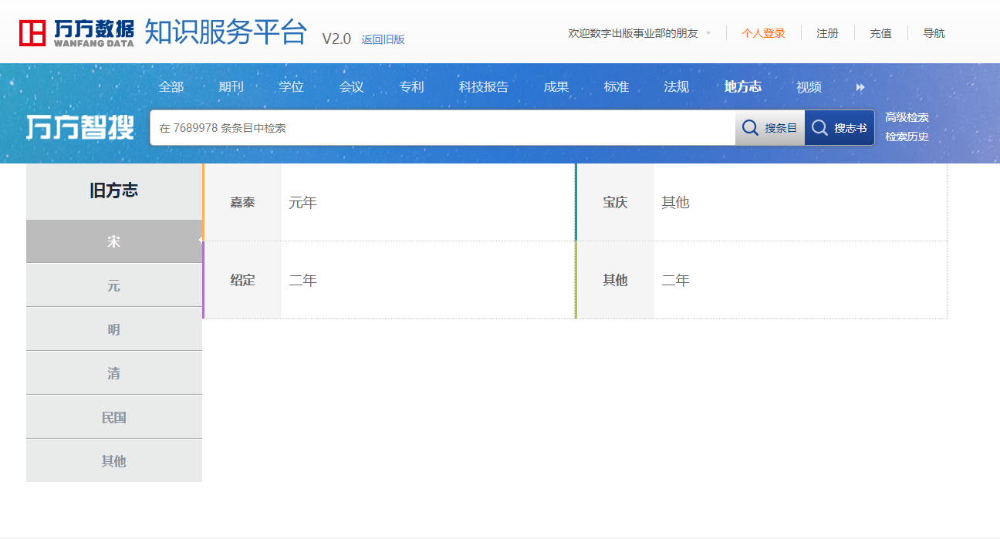 万方数据 知识服务平台 V2.0 返回旧版 欢迎数字出版事业部的朋友 个人登录 注册 充值 导航
WANFANG DATA
全部 期刊 学位 会议 专利 科技报告 成果 标准 法规 地方志 视频
万方智搜 在 7689978 条条目中检索 搜条目 搜志书 高级检索
检索历史
旧方志
嘉泰 元年 宝庆 其他
宋
绍定 二年 其他 二年
元
明
清
民国
其他